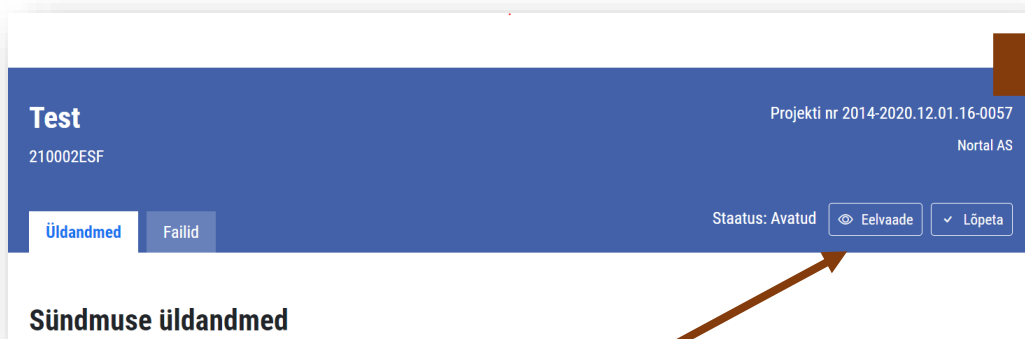 Test
Projekti nr 2014-2020.12.01.16-0057
210002ESF
Nortal AS
Üldandmed
Failid
Staatus: Avatud
Eelvaade
Lõpeta
Sündmuse üldandmed